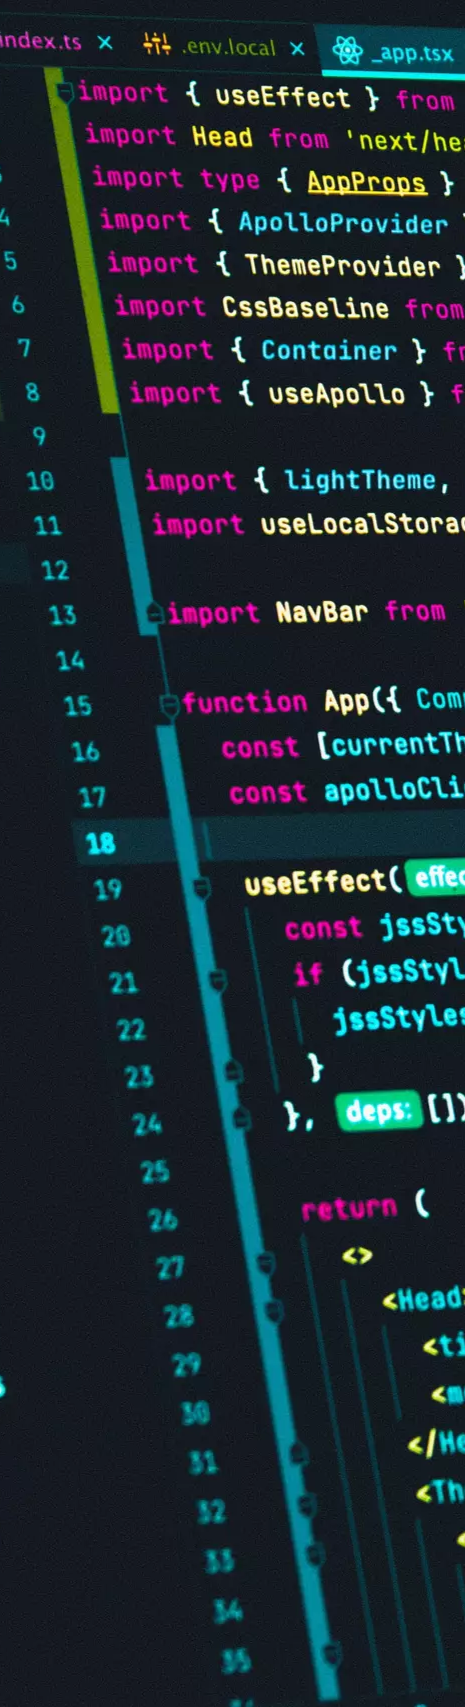 index.ts × .env.local × _app.tsx
import { useEffect } from
import Head from 'next/he
import type { AppProps }
4 import { ApolloProvider
5 import { ThemeProvider }
6 import CssBaseline from
7 import { Container } fr
8 import { useApollo } f
9
10 import { lightTheme,
11 import useLocalStora
12
13 import NavBar from
14
15 function App({ Com
16 const [currentTh
17 const apolloCli
18
19 useEffect( effec
20 const jssSty
21 if (jssStyl
22 jssStyles
23 }
24 }, deps: [])
25
26 return (
27 <>
28 <Head
29 <ti
30 <m
31 </He
32 <Th
33 <
34
35